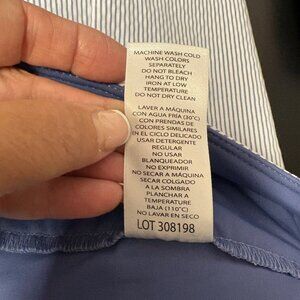 MACHINE WASH COLD
WASH COLORS
SEPARATELY
DO NOT BLEACH
HANG TO DRY
IRON AT LOW
TEMPERATURE
DO NOT DRY CLEAN
LAVER A MÁQUINA
CON AGUA FRÍA (30°C)
CON PRENDAS DE
COLORES SIMILARES
EN EL CICLO DELICADO
USAR DETERGENTE
REGULAR
NO USAR
BLANQUEADOR
NO EXPRIMIR
NO SECAR A MÁQUINA
SECAR COLGADO
A LA SOMBRA
PLANCHAR A
TEMPERATURA
BAJA (110°C)
NO LAVAR EN SECO
LOT 308198